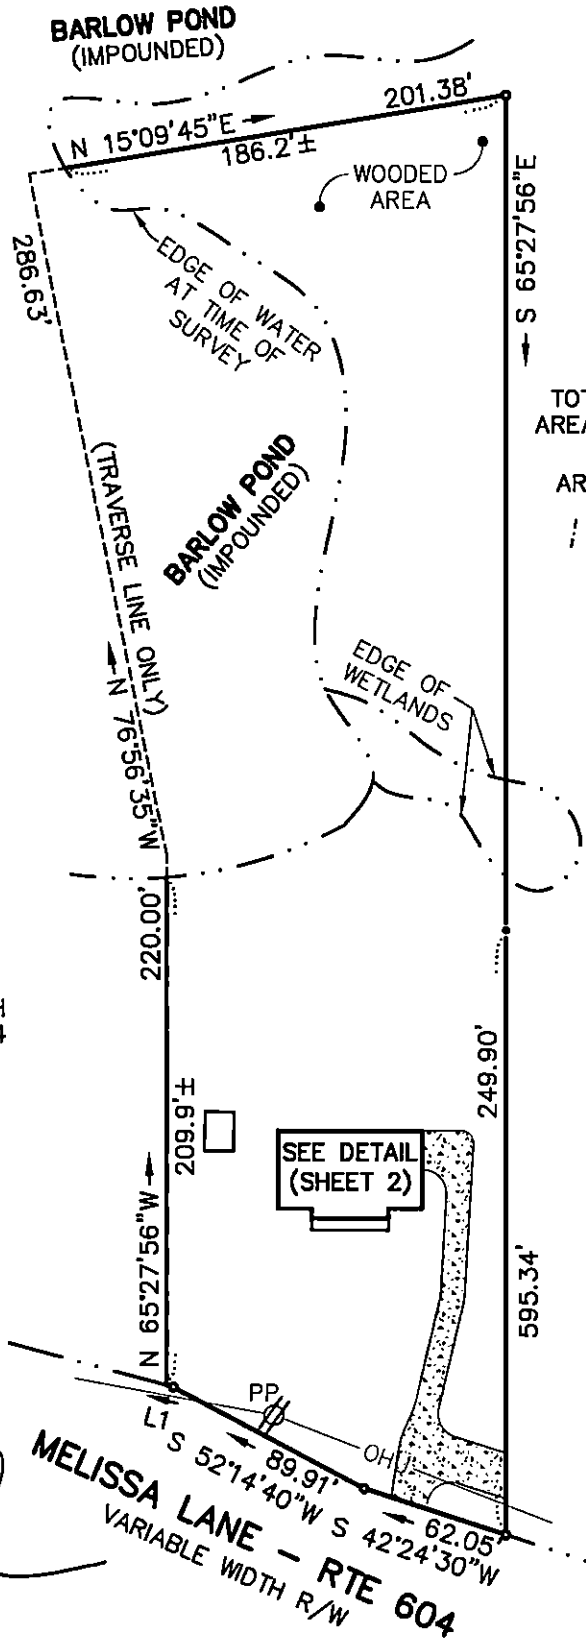 BARLOW POND
(IMPOUNDED)
201.38'
N 15°09'45"E
186.2'±
WOODED
AREA
S 65°27'56"E
286.63'
EDGE OF WATER
AT TIME OF
SURVEY
TOT
AREA
AR
(TRAVERSE LINE ONLY)
N 76°56'35"W
BARLOW POND
(IMPOUNDED)
EDGE OF
WETLANDS
220.00'
209.9'±
249.90'
SEE DETAIL
(SHEET 2)
N 65°27'56"W
595.34'
PP
L1
OH
89.91'
S 52°14'40"W
62.05'
S 42°24'30"W
MELISSA LANE - RTE 604
VARIABLE WIDTH R/W